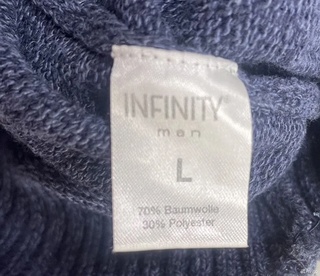 INFINITY
man
L
70% Baumwolle
30% Polyester